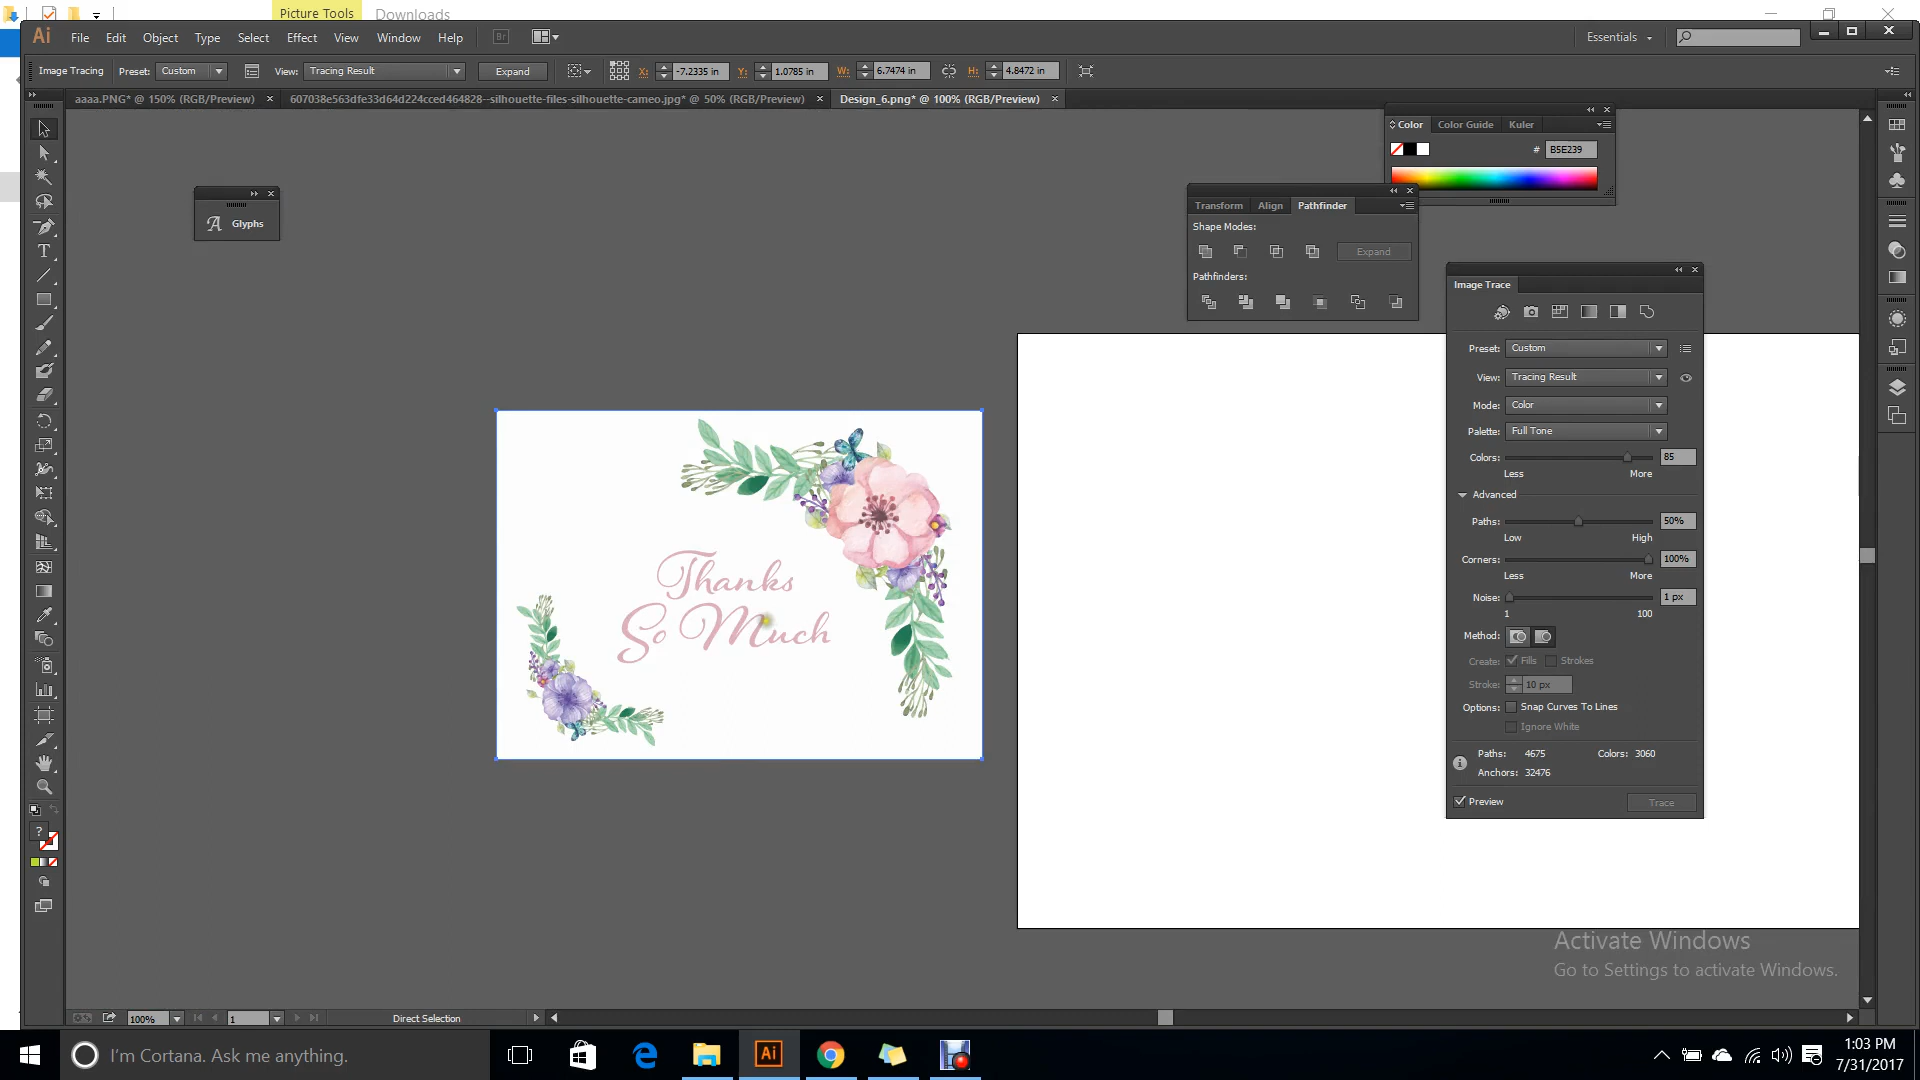 Picture Tools
Downloads
Ai File Edit Object Type Select Effect View Window Help Br Essentials
Image Tracing Preset: Custom View: Tracing Result Expand X: -7.2335 in Y: 1.0785 in W: 6.7474 in H: 4.8472 in
aaaa.PNG* @ 150% (RGB/Preview)
607038e563dfe33d64d224cced464828--silhouette-files-silhouette-cameo.jpg* @ 50% (RGB/Preview)
Design_6.png* @ 100% (RGB/Preview)
Color Color Guide Kuler
# B5E239
A Glyphs
Transform Align Pathfinder
Shape Modes:
Expand
Pathfinders:
Image Trace
Preset: Custom
View: Tracing Result
Mode: Color
Palette: Full Tone
Colors: 85
Less More
Advanced
Paths: 50%
Low High
Corners: 100%
Less More
Noise: 1 px
1 100
Method:
Create: Fills Strokes
Stroke: 10 px
Options: Snap Curves To Lines
Ignore White
Paths: 4675 Colors: 3060
Anchors: 32476
Preview Trace
Thanks
So Much
Activate Windows
Go to Settings to activate Windows.
100% 1 Direct Selection
I'm Cortana. Ask me anything.
Ai
1:03 PM
7/31/2017